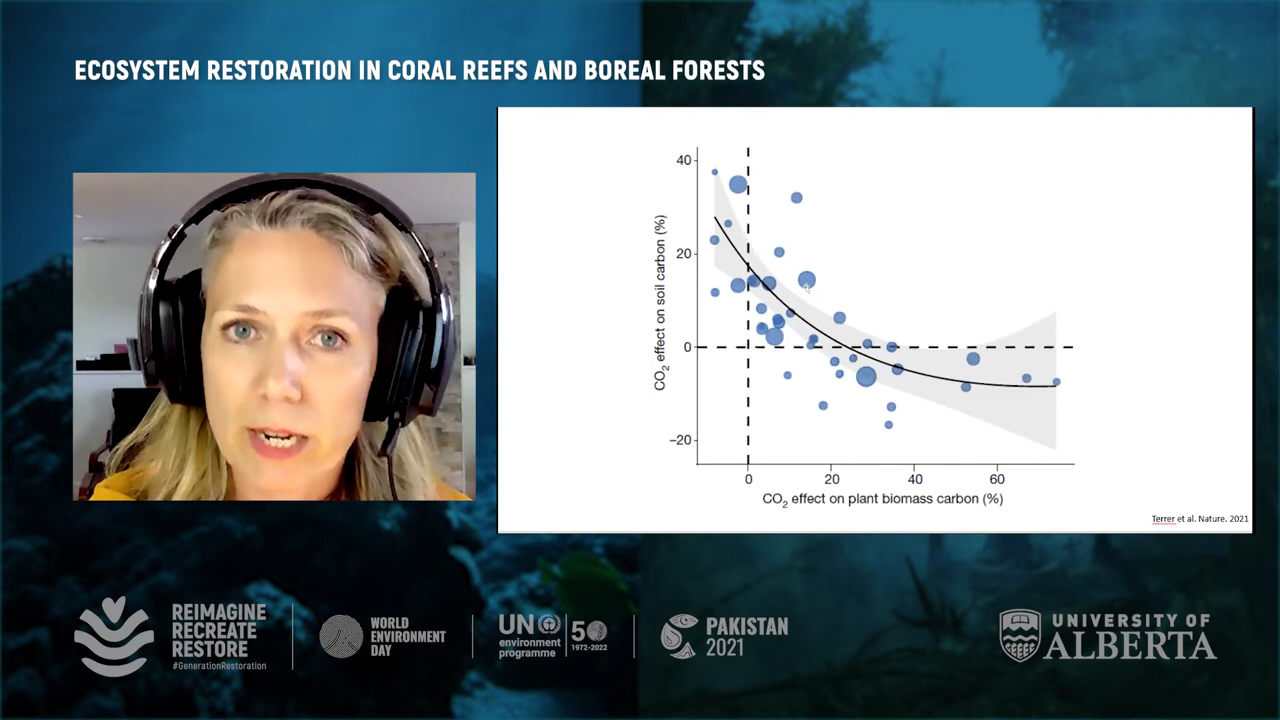 ECOSYSTEM RESTORATION IN CORAL REEFS AND BOREAL FORESTS
40
20
0
−20
CO2 effect on soil carbon (%)
0
20
40
60
CO2 effect on plant biomass carbon (%)
Terrer et al. Nature. 2021
REIMAGINE
RECREATE
RESTORE
#GenerationRestoration
WORLD
ENVIRONMENT
DAY
UN
environment
programme
50
1972-2022
PAKISTAN
2021
UNIVERSITY OF
ALBERTA